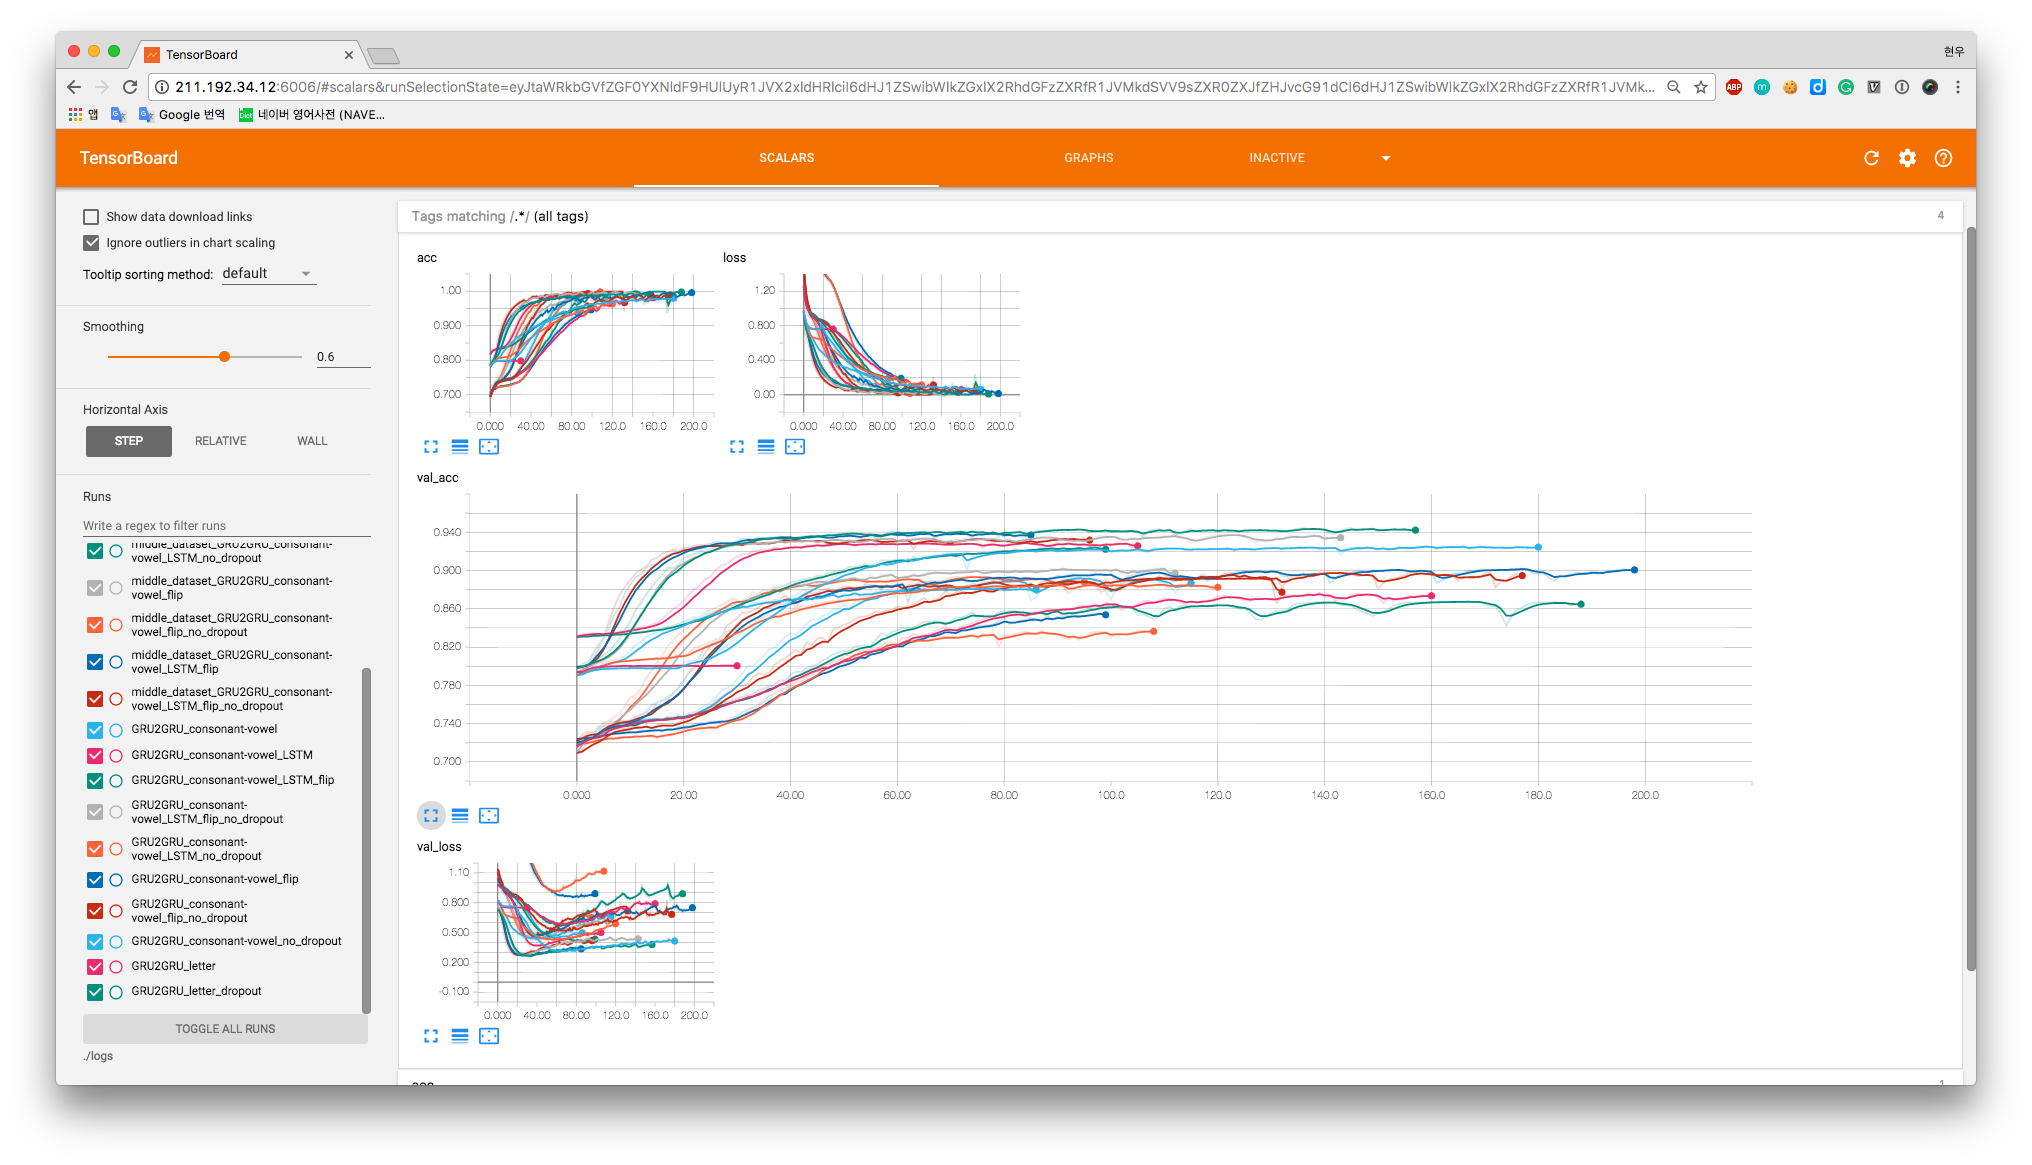 TensorBoard
현우
211.192.34.12:6006/#scalars&runSelectionState=eyJtaWRkbGVfZGF0YXNldF9HUlUyR1JVX2xldHRlciI6dHJ1ZSwibWlkZGxlX2RhdGFzZXRfR1JVMkdSVV9sZXR0ZXJfZHJvcG91dCI6dHJ1ZSwibWlkZGxlX2RhdGFzZXRfR1JVMk...
ABP
앱
Google 번역
Dict 네이버 영어사전 (NAVE...
TensorBoard
SCALARS
GRAPHS
INACTIVE
Show data download links
Ignore outliers in chart scaling
Tooltip sorting method: default
Smoothing
0.6
Horizontal Axis
STEP RELATIVE WALL
Runs
Write a regex to filter runs
middle_dataset_GRU2GRU_consonant-
vowel_LSTM_no_dropout
middle_dataset_GRU2GRU_consonant-
vowel_flip
middle_dataset_GRU2GRU_consonant-
vowel_flip_no_dropout
middle_dataset_GRU2GRU_consonant-
vowel_LSTM_flip
middle_dataset_GRU2GRU_consonant-
vowel_LSTM_flip_no_dropout
GRU2GRU_consonant-vowel
GRU2GRU_consonant-vowel_LSTM
GRU2GRU_consonant-vowel_LSTM_flip
GRU2GRU_consonant-
vowel_LSTM_flip_no_dropout
GRU2GRU_consonant-
vowel_LSTM_no_dropout
GRU2GRU_consonant-vowel_flip
GRU2GRU_consonant-
vowel_flip_no_dropout
GRU2GRU_consonant-vowel_no_dropout
GRU2GRU_letter
GRU2GRU_letter_dropout
TOGGLE ALL RUNS
./logs
Tags matching /.*/ (all tags)
4
acc
1.00
0.900
0.800
0.700
0.000 40.00 80.00 120.0 160.0 200.0
loss
1.20
0.800
0.400
0.00
0.000 40.00 80.00 120.0 160.0 200.0
val_acc
0.940
0.900
0.860
0.820
0.780
0.740
0.700
0.000 20.00 40.00 60.00 80.00 100.0 120.0 140.0 160.0 180.0 200.0
val_loss
1.10
0.800
0.500
0.200
-0.100
0.000 40.00 80.00 120.0 160.0 200.0